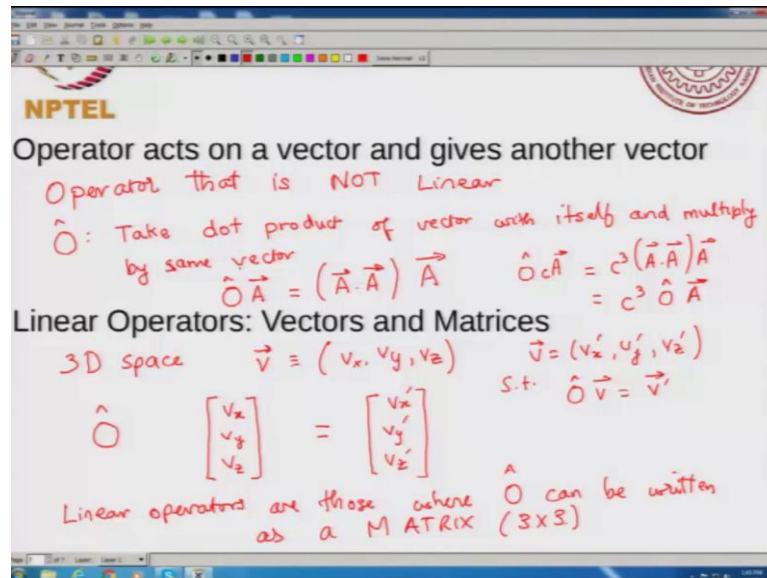 NPTEL
Operator acts on a vector and gives another vector
Operator that is NOT Linear
Ô : Take dot product of vector with itself and multiply
by same vector
Ô A⃗ = (A⃗.A⃗) A⃗    Ô cA⃗ = c³(A⃗.A⃗)A⃗
= c³ Ô A⃗
Linear Operators: Vectors and Matrices
3D space    v⃗ ≡ (vx, vy, vz)    v⃗ = (vx′, vy′, vz′)
s.t. Ô v⃗ = v⃗′
Ô [vx vy vz] = [vx′ vy′ vz′]
Linear operators are those where Ô can be written
as a MATRIX (3×3)